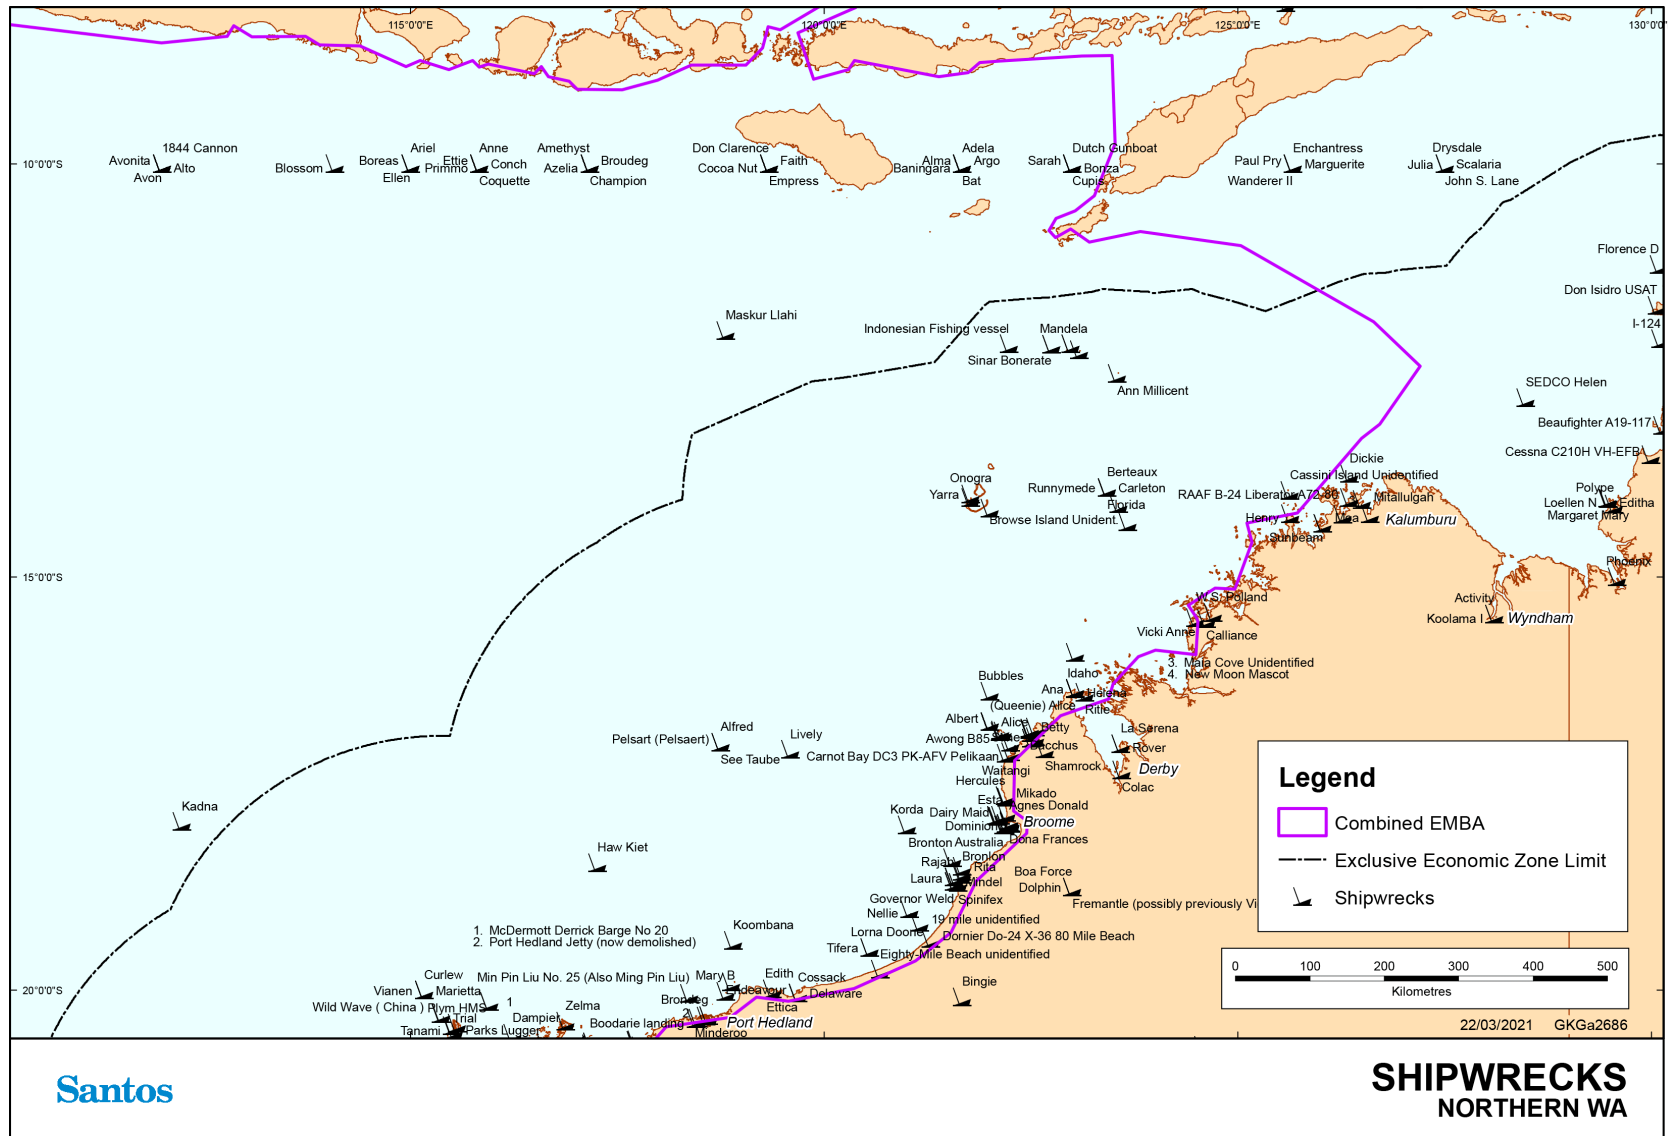 115°0'0"E
120°0'0"E
125°0'0"E
130°0'0"E
1844 Cannon
Avonita
Alto
Avon
Blossom
Ariel
Boreas
Primmo
Ellen
Anne
Ettie
Conch
Coquette
Amethyst
Broudeg
Azelia
Champion
Don Clarence
Faith
Cocoa Nut
Empress
Adela
Alma
Argo
Baningara
Bat
Dutch Gunboat
Sarah
Bonza
Cupis
Enchantress
Paul Pry
Marguerite
Wanderer II
Drysdale
Julia
Scalaria
John S. Lane
10°0'0"S
Florence D
Don Isidro USAT
I-124
Maskur Llahi
Indonesian Fishing vessel
Mandela
Sinar Bonerate
Ann Millicent
SEDCO Helen
Beaufighter A19-117
Cessna C210H VH-EFB
Dickie
Cassini Island Unidentified
Onogra
Yarra
Berteaux
Runnymede
Carleton
RAAF B-24 Liberator A72-80
Mitallulgah
Florida
Browse Island Unident.
Henry
Noa
Kalumburu
Sunbeam
Polype
Loellen N
Editha
Margaret Mary
Phoenix
15°0'0"S
W.S. Rolland
Vicki Anne
Calliance
Activity
Koolama I
Wyndham
3. Maia Cove Unidentified
4. New Moon Mascot
Idaho
Bubbles
Ana
Helena
(Queenie) Alice
Ritie
Albert
Alice
Betty
La Serena
Alfred
Lively
Pelsart (Pelsaert)
See Taube
Awong B85
Bacchus
Rover
Carnot Bay DC3 PK-AFV Pelikaan
Shamrock
Derby
Waitangi
Colac
Hercules
Mikado
Esta
Agnes Donald
Kadna
Korda
Dairy Maid
Broome
Dominion
Dona Frances
Haw Kiet
Bronton
Australia
Bronlon
Rajah
Rita
Laura
Mindel
Boa Force
Dolphin
Governor Weld
Spinifex
Fremantle (possibly previously Vi
Nellie
19 mile unidentified
Koombana
Lorna Doone
Dornier Do-24 X-36 80 Mile Beach
1. McDermott Derrick Barge No 20
2. Port Hedland Jetty (now demolished)
Tifera
Eighty-Mile Beach unidentified
Curlew
Min Pin Liu No. 25 (Also Ming Pin Liu)
Mary B
Edith
Cossack
Bingie
Vianen
Marietta
Endeavour
Delaware
20°0'0"S
Wild Wave ( China )
Plym HMS
1
Zelma
Brondeg
Ettica
Trial
Dampier
2
Boodarie landing
Port Hedland
Tanami
Parks Lugger
Minderoo
Legend
Combined EMBA
Exclusive Economic Zone Limit
Shipwrecks
0 100 200 300 400 500
Kilometres
22/03/2021 GKGa2686
Santos
SHIPWRECKS
NORTHERN WA